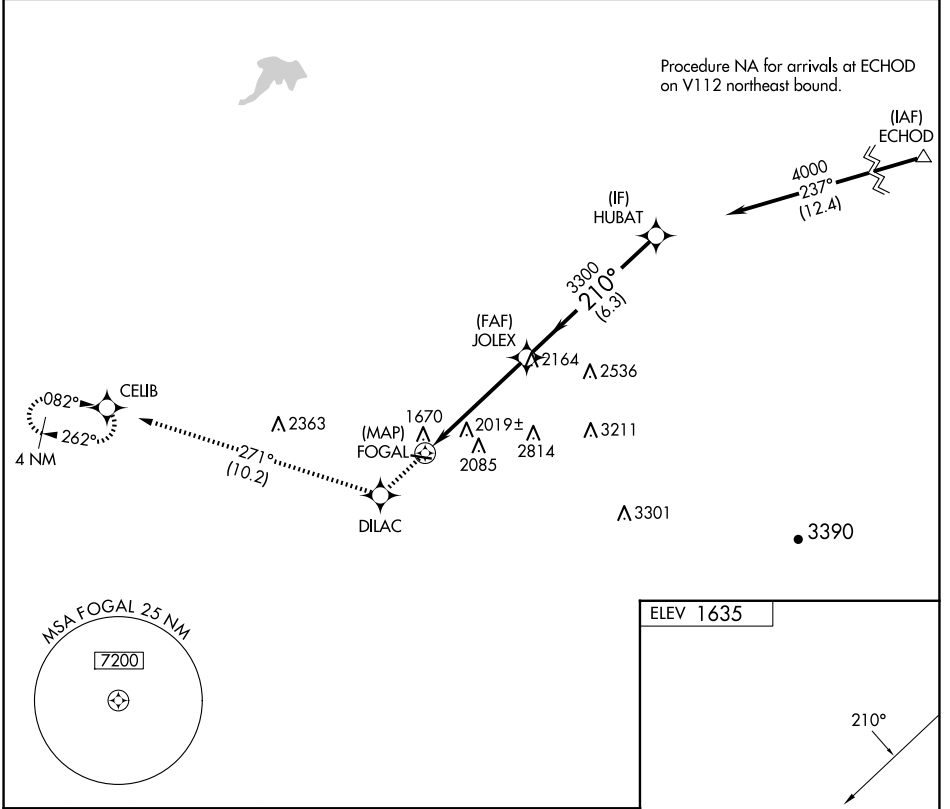 Procedure NA for arrivals at ECHOD
on V112 northeast bound.
(IAF)
ECHOD
4000
237°
(12.4)
(IF)
HUBAT
3300
210°
(6.3)
(FAF)
JOLEX
2164
2536
082°
CELIB
262°
4 NM
2363
1670
2019±
3211
(MAP)
FOGAL
2085
2814
271°
(10.2)
DILAC
3301
3390
MSA FOGAL 25 NM
7200
ELEV 1635
210°